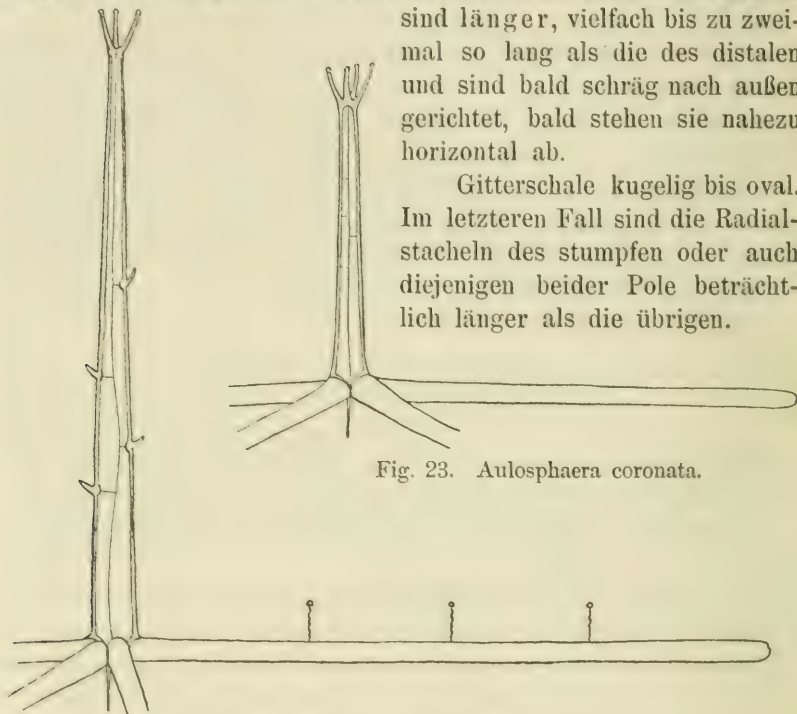 sind länger, vielfach bis zu zwei-
mal so lang als die des distalen
und sind bald schräg nach außen
gerichtet, bald stehen sie nahezu
horizontal ab.
Gitterschale kugelig bis oval.
Im letzteren Fall sind die Radial-
stacheln des stumpfen oder auch
diejenigen beider Pole beträcht-
lich länger als die übrigen.
Fig. 23. Aulosphaera coronata.